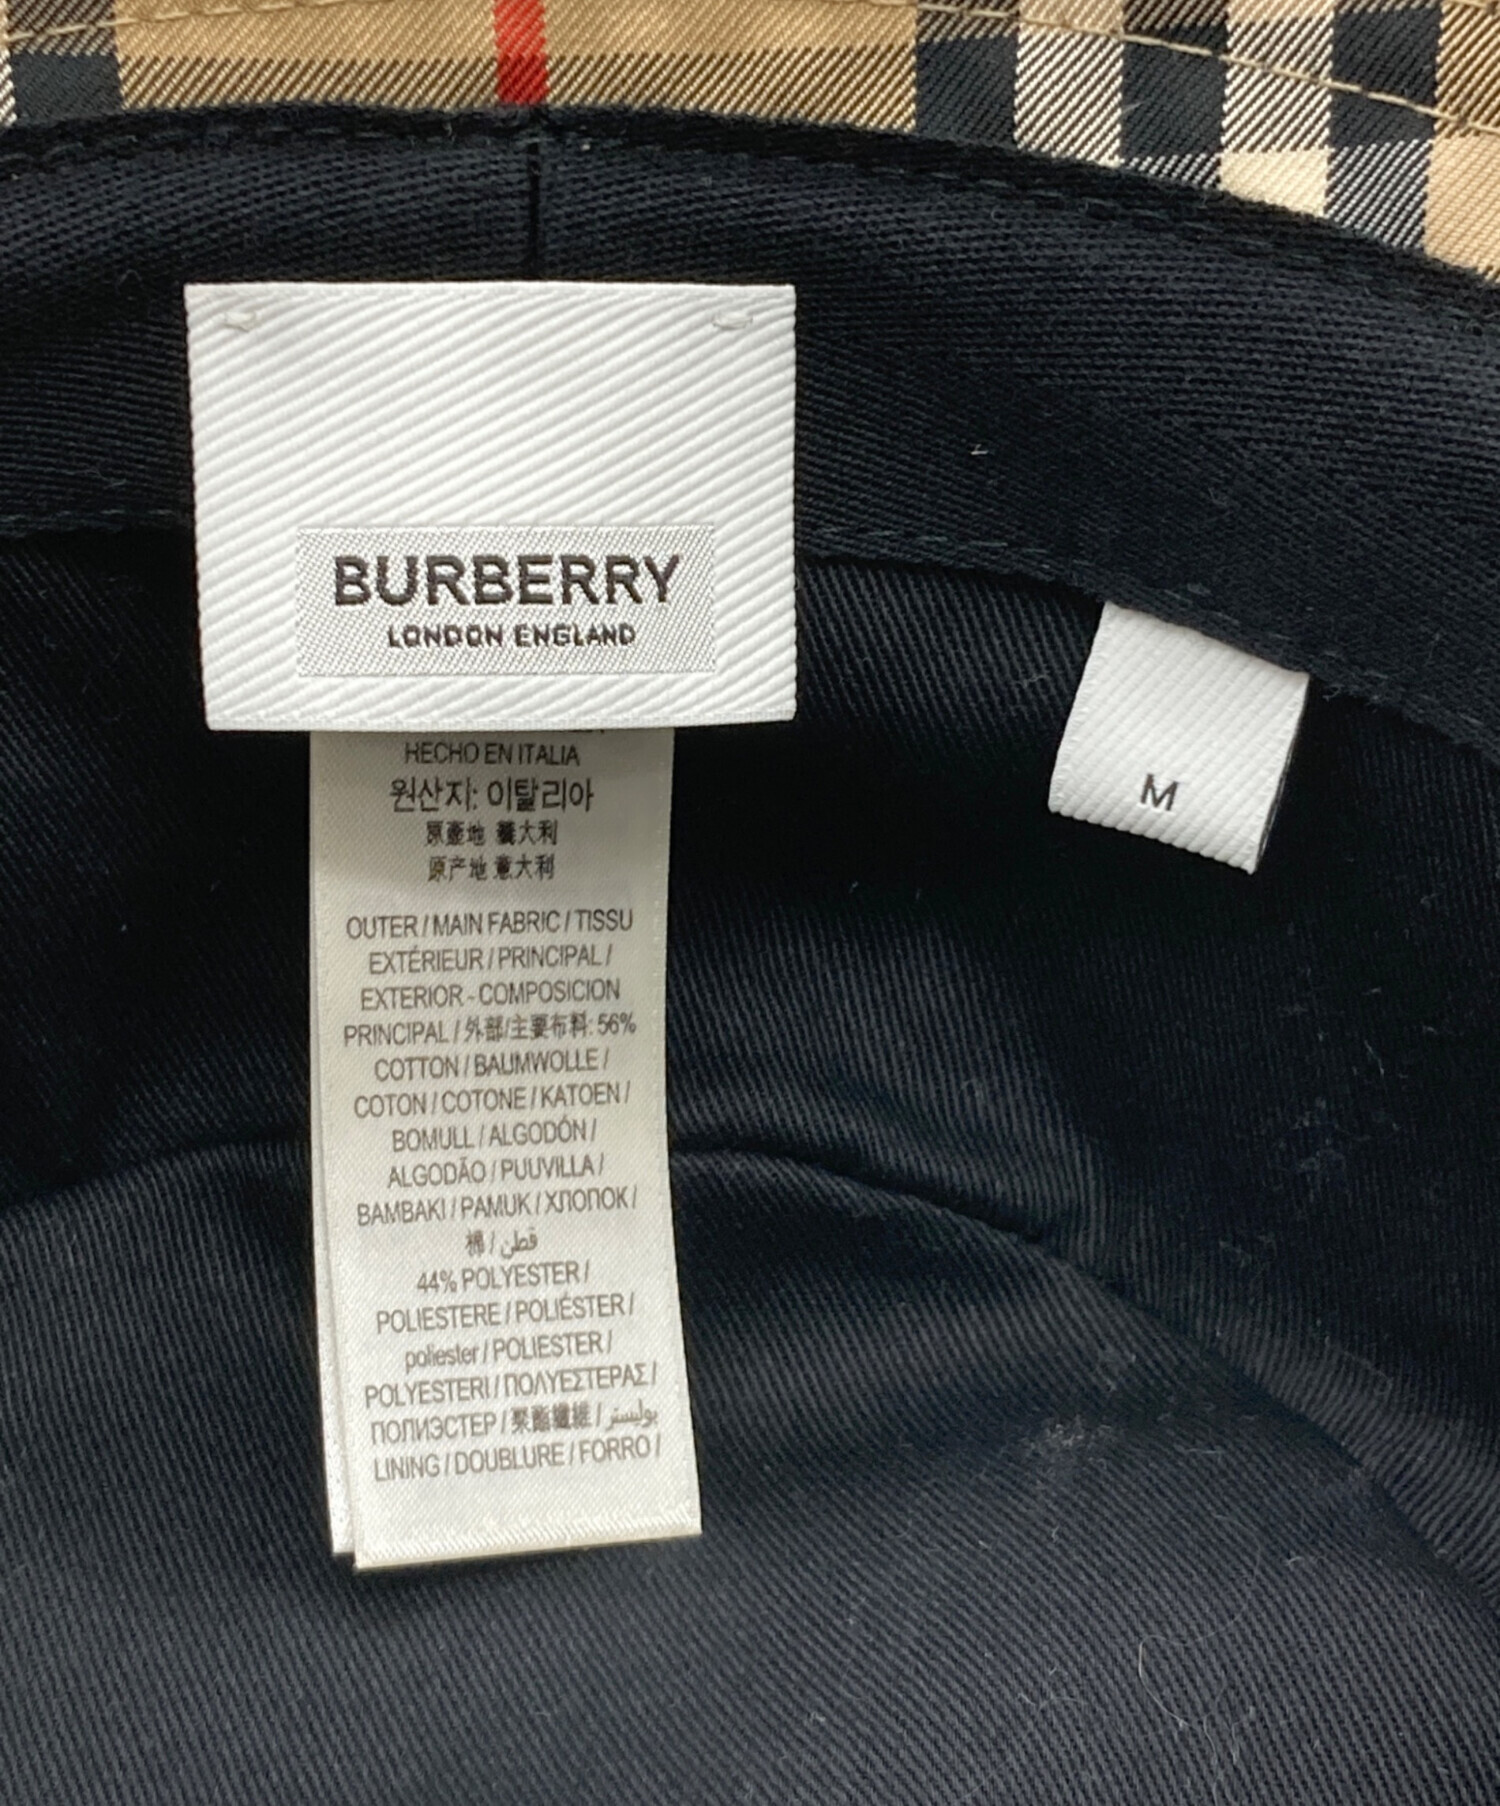 BURBERRY
LONDON ENGLAND
M
HECHO EN ITALIA
원산지: 이탈리아
原產地 義大利
原产地 意大利
OUTER / MAIN FABRIC / TISSU
EXTÉRIEUR / PRINCIPAL /
EXTERIOR - COMPOSICION
PRINCIPAL / 外部/主要布料: 56%
COTTON / BAUMWOLLE /
COTON / COTONE / KATOEN /
BOMULL / ALGODÓN /
ALGODÃO / PUUVILLA /
BAMBAKI / PAMUK / ХЛОПОК /
棉 / قطن
44% POLYESTER /
POLIESTERE / POLIÉSTER /
poliester / POLIESTER /
POLYESTERI / ΠΟΛΥΕΣΤΕΡΑΣ /
ПОЛИЭСТЕР / 聚酯纖維 / بوليستر
LINING / DOUBLURE / FORRO /